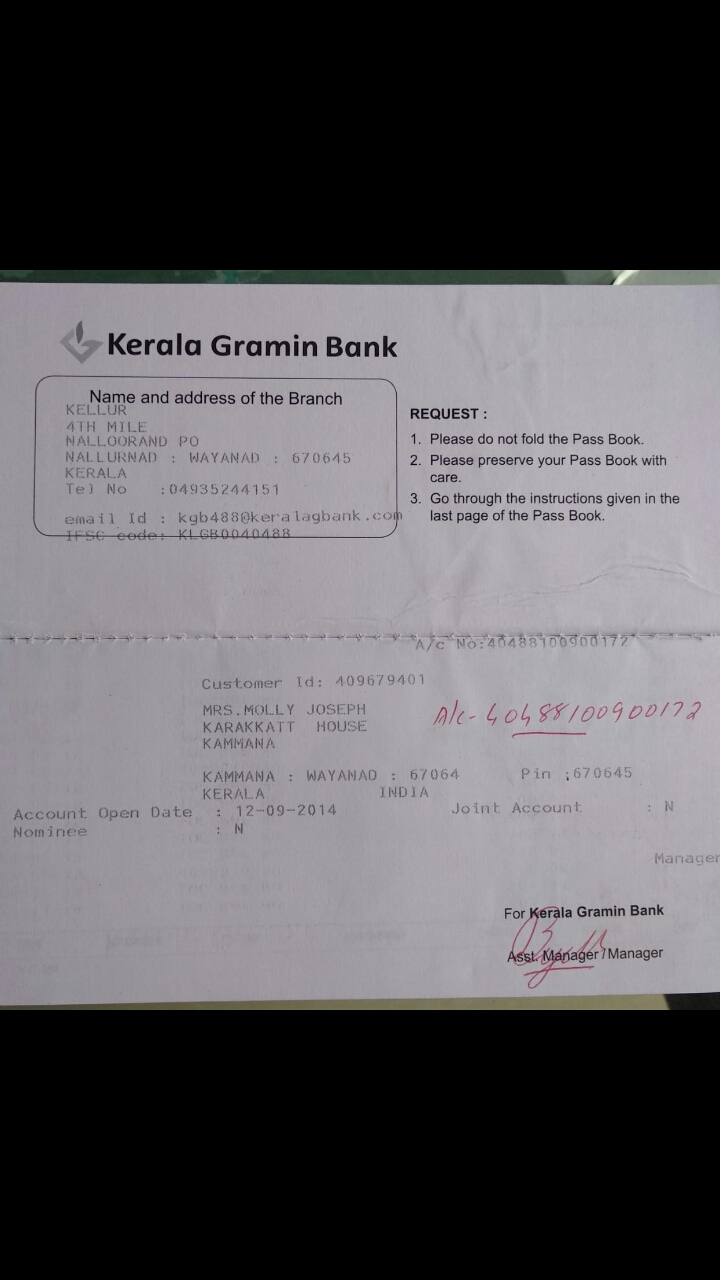 Kerala Gramin Bank
Name and address of the Branch
KELLUR
4TH MILE
NALLOORAND PO
NALLURNAD : WAYANAD : 670645
KERALA
Tel No :04935244151
email Id : kgb488@keralagbank.com
IFSC code: KLGB0040488
REQUEST :
1. Please do not fold the Pass Book.
2. Please preserve your Pass Book with
care.
3. Go through the instructions given in the
last page of the Pass Book.
A/c No:40488100900172
Customer Id: 409679401
MRS.MOLLY JOSEPH
A/c- 40488100900172
KARAKKATT HOUSE
KAMMANA
KAMMANA : WAYANAD : 67064 Pin :670645
KERALA INDIA
Account Open Date : 12-09-2014 Joint Account : N
Nominee : N
Manager
For Kerala Gramin Bank
Asst. Manager / Manager